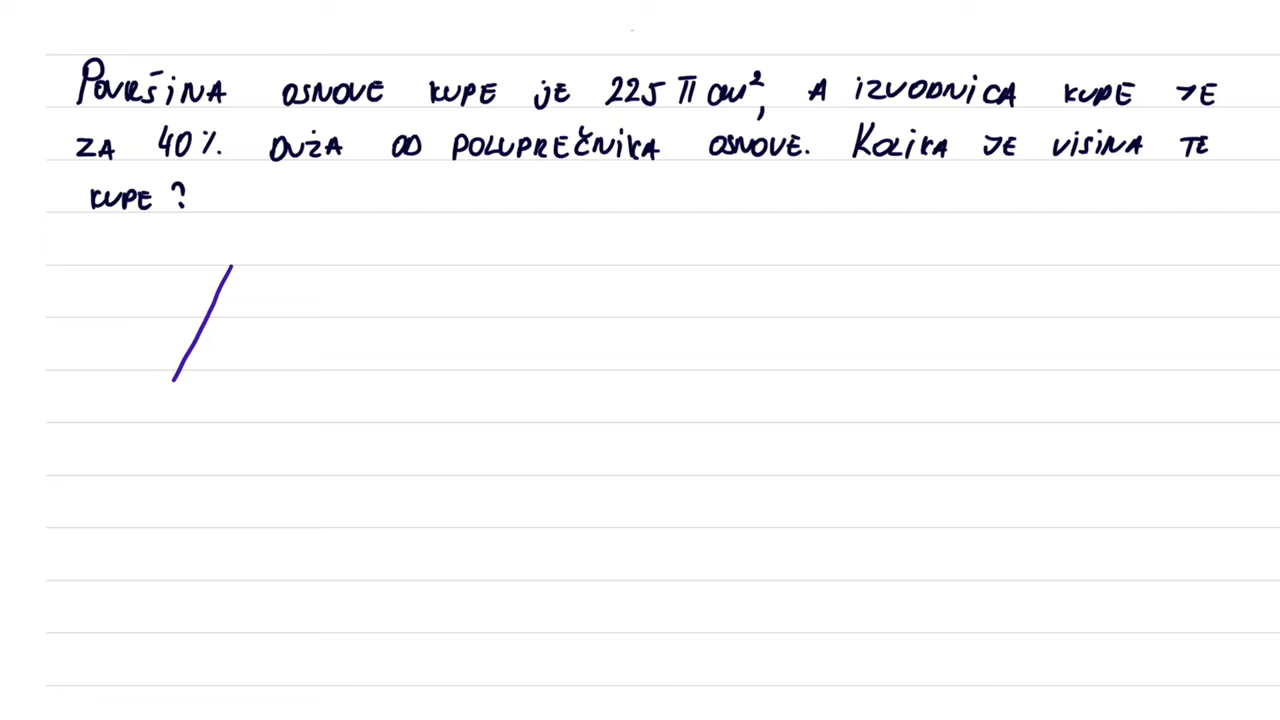 Površina osnove kupe je 225 π cm², a izvodnica kupe je
za 40% duža od poluprečnika osnove. Kolika je visina te
kupe?